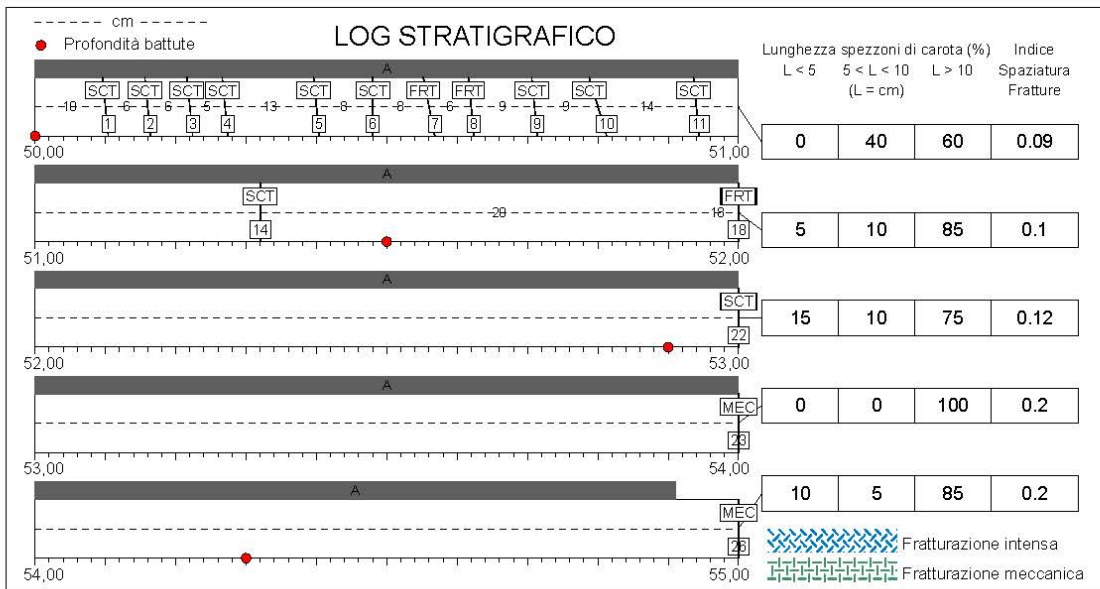 cm
LOG STRATIGRAFICO
Profondità battute
Lunghezza spezzoni di carota (%)
L < 5 5 < L < 10 L > 10
(L = cm)
Indice
Spaziatura
Fratture
A
SCT SCT SCT SCT SCT SCT FRT FRT SCT SCT SCT
10 6 6 5 13 8 8 6 9 9 14
1 2 3 4 5 6 7 8 9 10 11
50,00 51,00
0 40 60 0.09
A
SCT FRT
20 18
14 18
51,00 52,00
5 10 85 0.1
A
SCT
22
52,00 53,00
15 10 75 0.12
A
MEC
23
53,00 54,00
0 0 100 0.2
A
MEC
26
54,00 55,00
10 5 85 0.2
Fratturazione intensa
Fratturazione meccanica